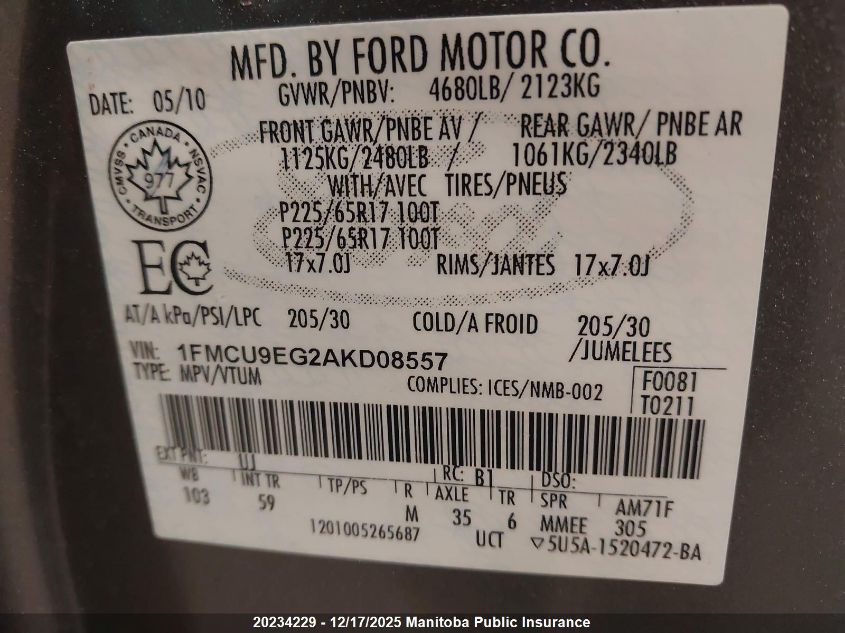 MFD. BY FORD MOTOR CO.
DATE: 05/10
GVWR/PNBV: 4680LB/ 2123KG
FRONT GAWR/PNBE AV / REAR GAWR/ PNBE AR
1125KG/2480LB / 1061KG/2340LB
WITH/AVEC TIRES/PNEUS
P225/65R17 100T
P225/65R17 100T
17x7.0J RIMS/JANTES 17x7.0J
CANADA
CMVSS NSVAC
977
TRANSPORT
EC
AT/A kPa/PSI/LPC 205/30 COLD/A FROID 205/30
VIN: 1FMCU9EG2AKD08557 /JUMELEES
TYPE: MPV/VTUM COMPLIES: ICES/NMB-002
F0081
T0211
EXT PNT: UJ RC: B1 DSO:
WB INT TR TP/PS R AXLE TR SPR AM71F
103 59 M 35 6 MMEE 305
1201005265687 UCT ▽5U5A-1520472-BA
20234229 - 12/17/2025 Manitoba Public Insurance